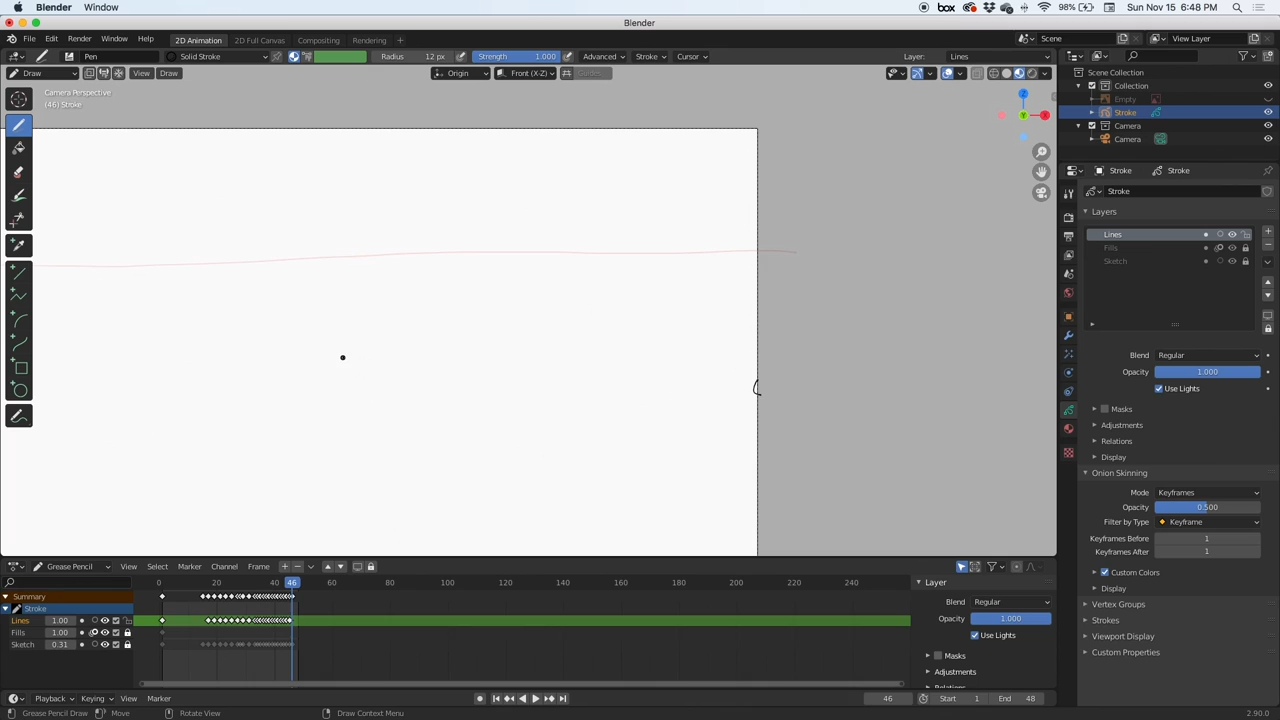 Blender Window box 98% Sun Nov 15 6:48 PM
Blender
File Edit Render Window Help 2D Animation 2D Full Canvas Compositing Rendering + Scene View Layer
Pen Solid Stroke Radius 12 px Strength 1.000 Advanced Stroke Cursor Layer: Lines
Draw View Draw Origin Front (X-Z) Guides
Camera Perspective
(46) Stroke
Z
Y
X
Scene Collection
Collection
Empty
Stroke
Camera
Camera
Stroke Stroke
Stroke
Layers
Lines
Fills
Sketch
Blend Regular
Opacity 1.000
Use Lights
Masks
Adjustments
Relations
Display
Onion Skinning
Mode Keyframes
Opacity 0.500
Filter by Type Keyframe
Keyframes Before 1
Keyframes After 1
Custom Colors
Display
Vertex Groups
Strokes
Viewport Display
Custom Properties
Grease Pencil View Select Marker Channel Frame
0 20 46 60 80 100 120 140 160 180 200 220 240
Summary
Stroke
Lines 1.00
Fills 1.00
Sketch 0.31
Layer
Blend Regular
Opacity 1.000
Use Lights
Masks
Adjustments
Playback Keying View Marker 46 Start 1 End 48
Grease Pencil Draw Move Rotate View Draw Context Menu 2.90.0